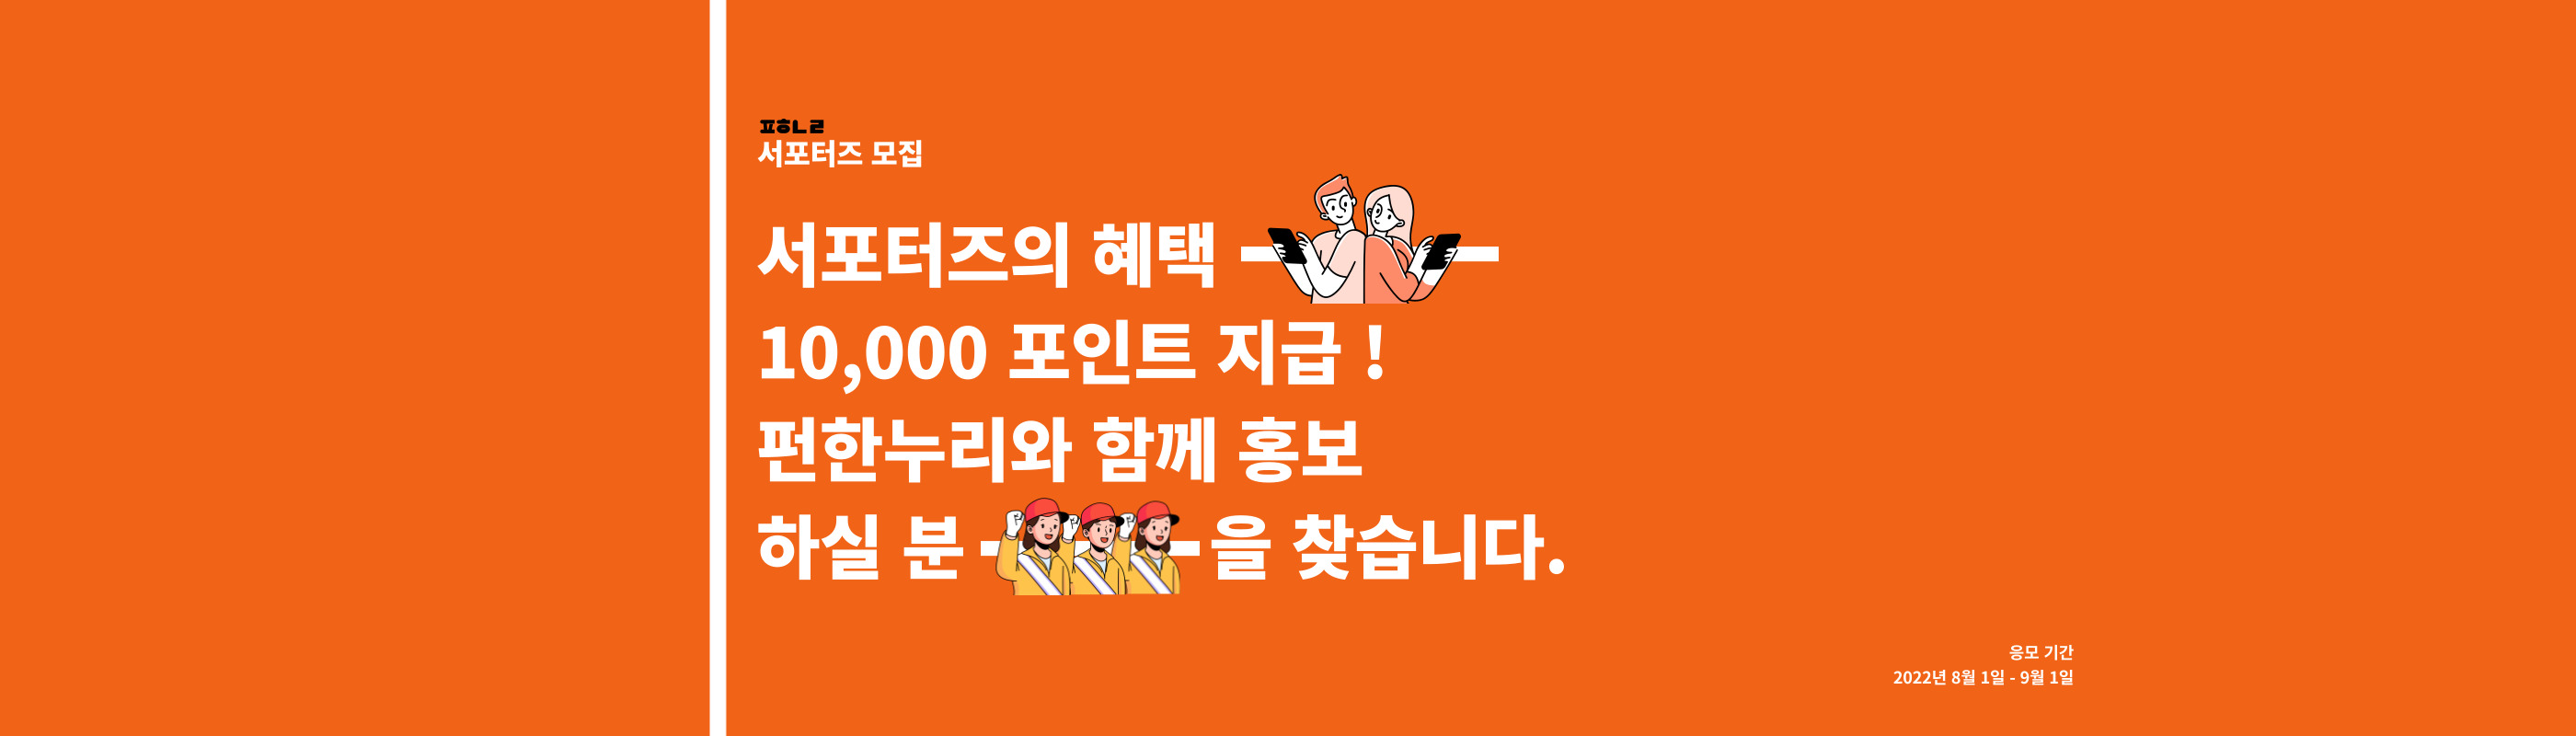 ㅍㅎㄴㄹ
서포터즈 모집
서포터즈의 혜택
10,000 포인트 지급 !
펀한누리와 함께 홍보
하실 분 을 찾습니다.
응모 기간
2022년 8월 1일 - 9월 1일